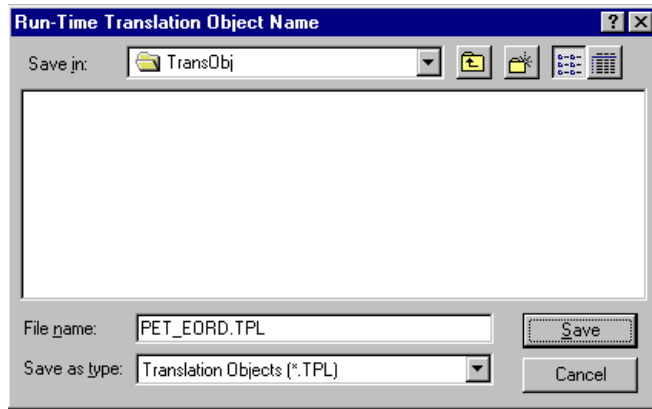 Run-Time Translation Object Name
Save in: TransObj
File name: PET_EORD.TPL Save
Save as type: Translation Objects (*.TPL) Cancel